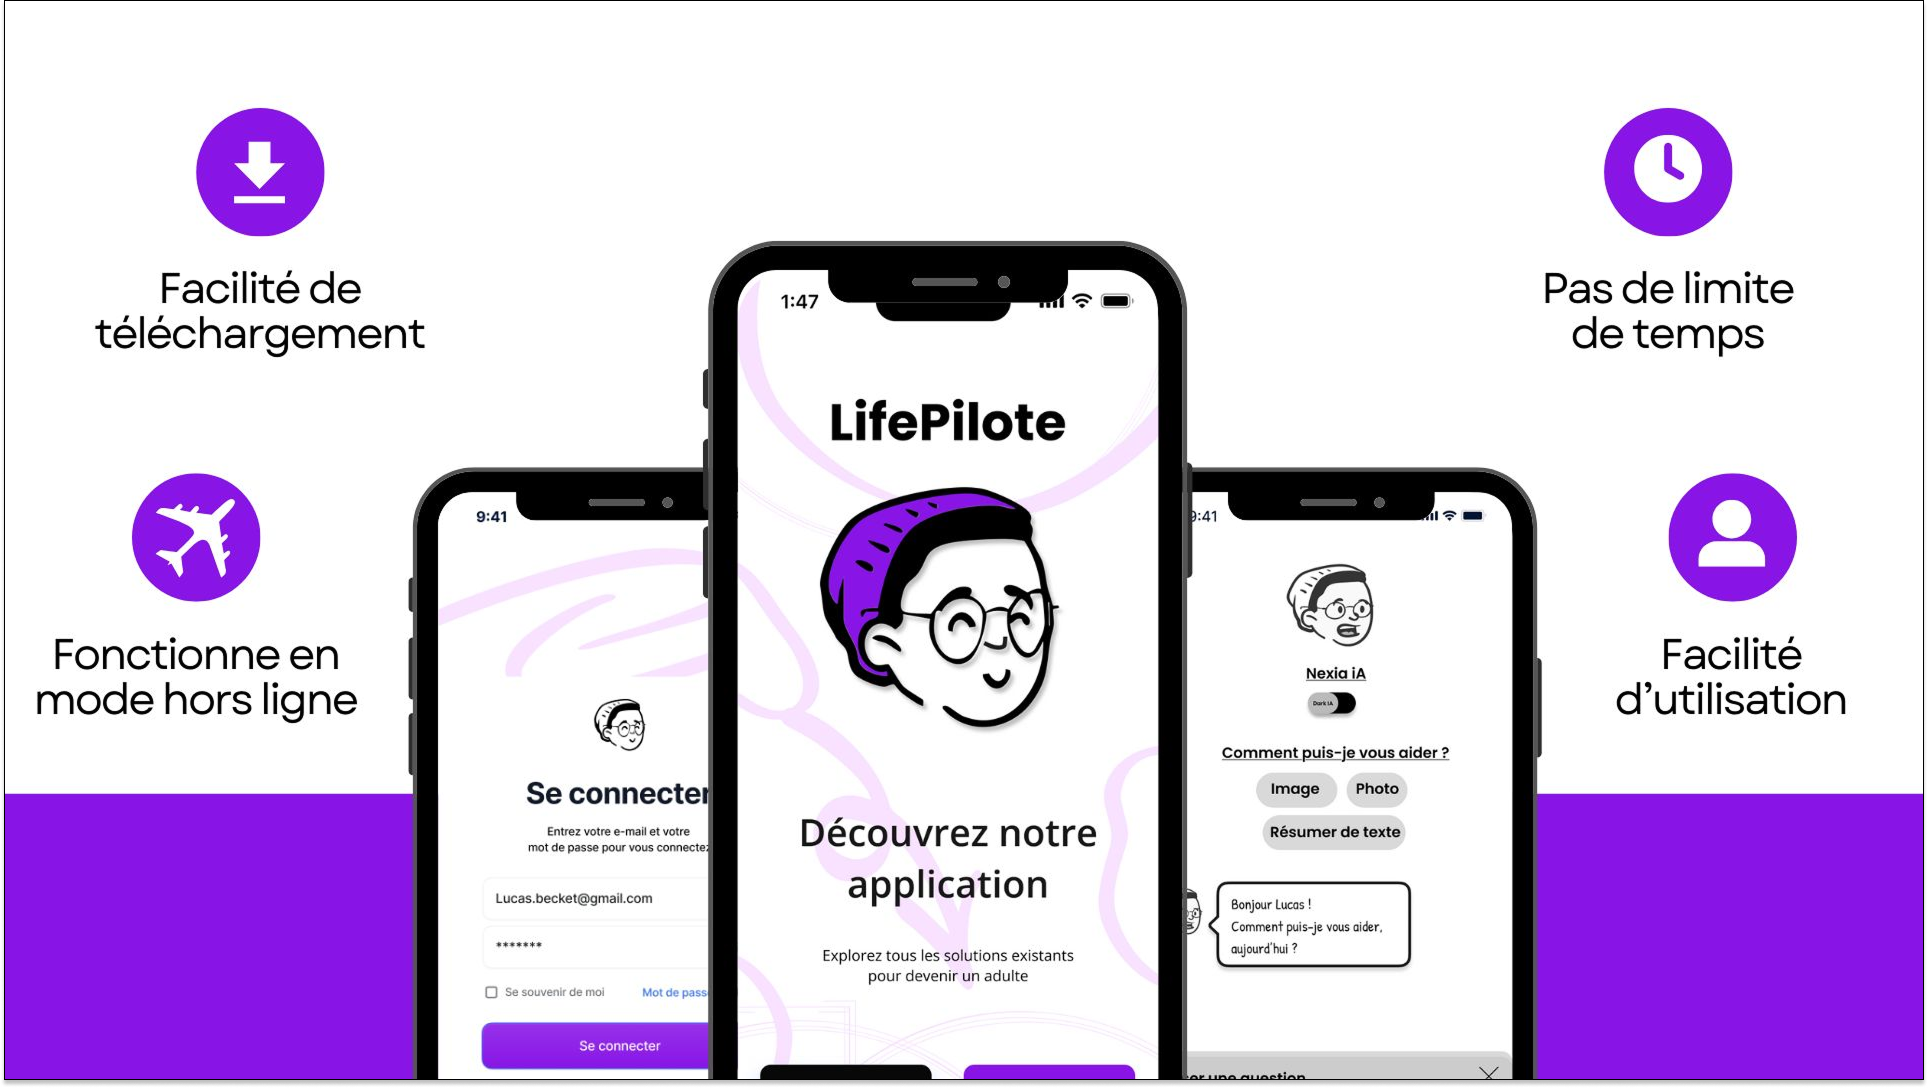 Facilité de
téléchargement
Fonctionne en
mode hors ligne
9:41
Se connecter
Entrez votre e-mail et votre
mot de passe pour vous connectez
Lucas.becket@gmail.com
*******
Se souvenir de moi
Mot de passe
Se connecter
1:47
LifePilote
Découvrez notre
application
Explorez tous les solutions existants
pour devenir un adulte
9:41
Nexia iA
Dark IA
Comment puis-je vous aider ?
Image
Photo
Résumer de texte
Bonjour Lucas !
Comment puis-je vous aider,
aujourd'hui ?
une question
Pas de limite
de temps
Facilité
d’utilisation